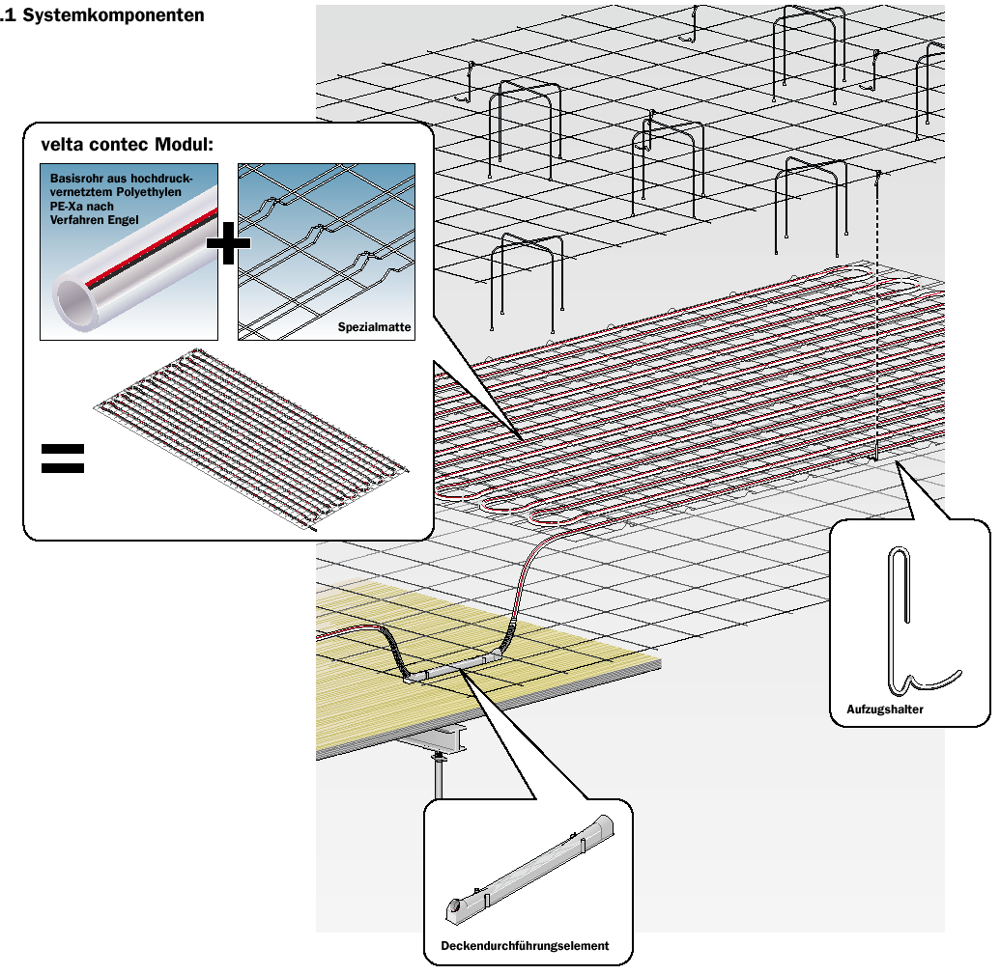 .1 Systemkomponenten
velta contec Modul:
Basisrohr aus hochdruck-
vernetztem Polyethylen
PE-Xa nach
Verfahren Engel
Spezialmatte
Aufzugshalter
Deckendurchführungselement